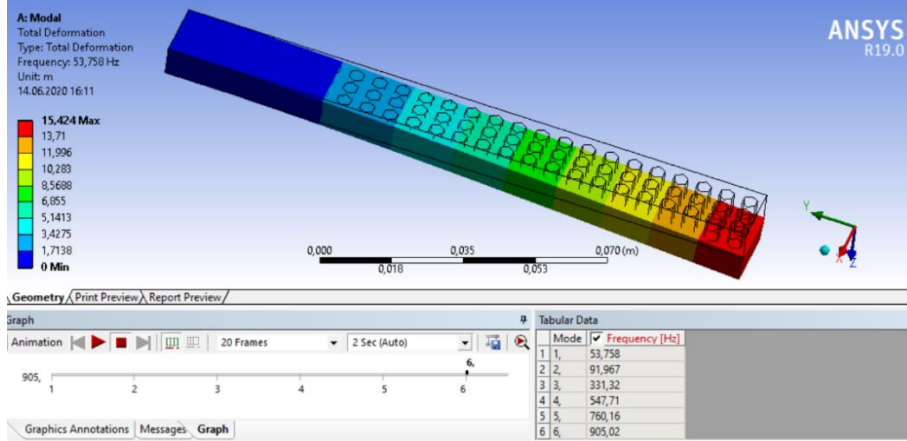 A: Modal
Total Deformation
Type: Total Deformation
Frequency: 53,758 Hz
Unit: m
14.06.2020 16:11
15,424 Max
13,71
11,996
10,283
8,5688
6,855
5,1413
3,4275
1,7138
0 Min
ANSYS
R19.0
0,000 0,035 0,070 (m)
0,018 0,053
Y
X
Z
Geometry Print Preview Report Preview
Graph
Animation 20 Frames 2 Sec (Auto)
6,
905,
1 2 3 4 5 6
Graphics Annotations Messages Graph
Tabular Data
Mode Frequency [Hz]
1 1, 53,758
2 2, 91,967
3 3, 331,32
4 4, 547,71
5 5, 760,16
6 6, 905,02